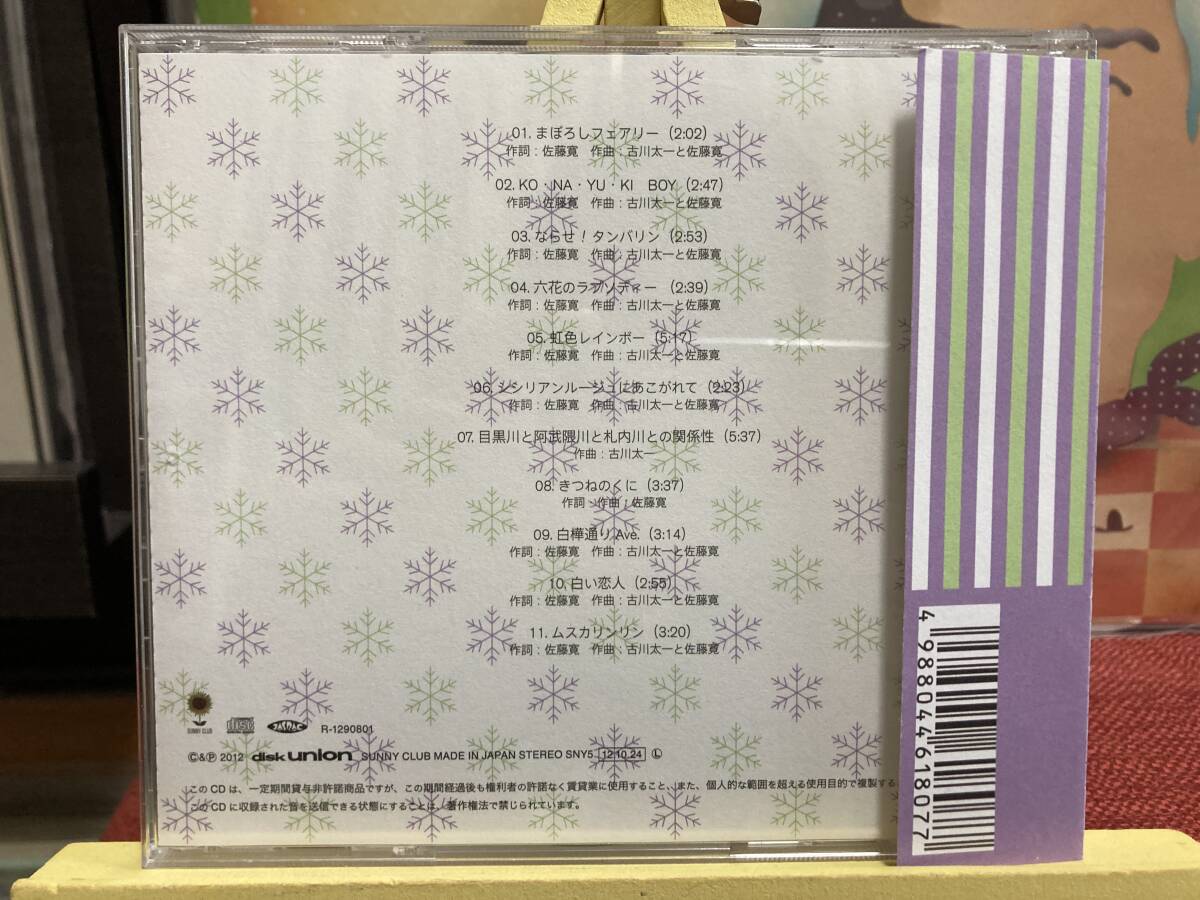 01. まぼろしフェアリー（2:02）
作詞：佐藤寛　作曲：古川太一と佐藤寛
02. KO・NA・YU・KI　BOY（2:47）
作詞：佐藤寛　作曲：古川太一と佐藤寛
03. ならせ！タンバリン（2:53）
作詞：佐藤寛　作曲：古川太一と佐藤寛
04. 六花のラプソディー（2:39）
作詞：佐藤寛　作曲：古川太一と佐藤寛
05. 虹色レインボー（5:17）
作詞：佐藤寛　作曲：古川太一と佐藤寛
06. シシリアンルージュにあこがれて（2:23）
作詞：佐藤寛　作曲：古川太一と佐藤寛
07. 目黒川と阿武隈川と札内川との関係性（5:37）
作曲：古川太一
08. きつねのくに（3:37）
作詞・作曲：佐藤寛
09. 白樺通り Ave.（3:14）
作詞：佐藤寛　作曲：古川太一と佐藤寛
10. 白い恋人（2:55）
作詞：佐藤寛　作曲：古川太一と佐藤寛
11. ムスカリンリン（3:20）
作詞：佐藤寛　作曲：古川太一と佐藤寛
SUNNY CLUB　disc　JASRAC　R-1290801
©&℗ 2012 disk union SUNNY CLUB MADE IN JAPAN STEREO SNY5 12.10.24 Ⓛ
このCDは、一定期間貸与非許諾商品ですが、この期間経過後も権利者の許諾なく賃貸業に使用すること、また、個人的な範囲を超える使用目的で複製する
このCDに収録された音を送信できる状態にすることは、著作権法で禁じられています。
4 988044 618077